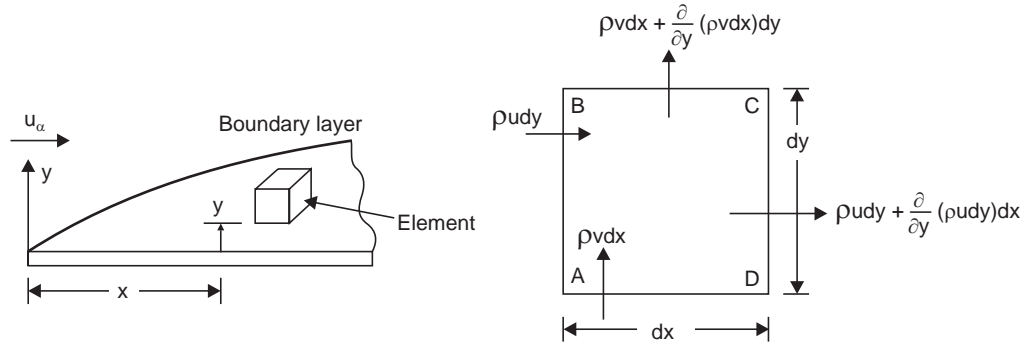 u_α
y
Boundary layer
y
Element
x
ρvdx + ∂/∂y (ρvdx)dy
B
C
ρudy
dy
ρudy + ∂/∂y (ρudy)dx
ρvdx
A
D
dx